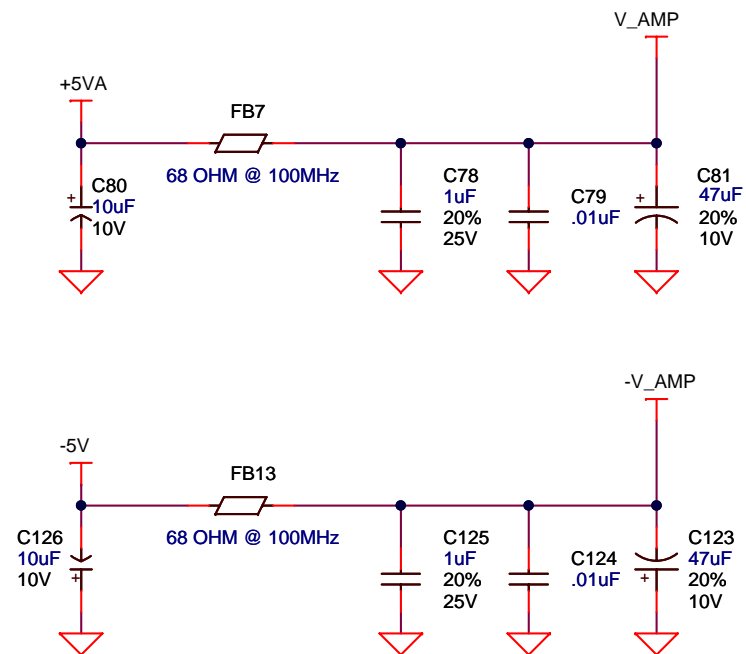 V_AMP
+5VA
FB7
68 OHM @ 100MHz
C80
10uF
10V
+
C78
1uF
20%
25V
C79
.01uF
+
C81
47uF
20%
10V
-V_AMP
-5V
FB13
68 OHM @ 100MHz
C126
10uF
10V
+
C125
1uF
20%
25V
C124
.01uF
+
C123
47uF
20%
10V